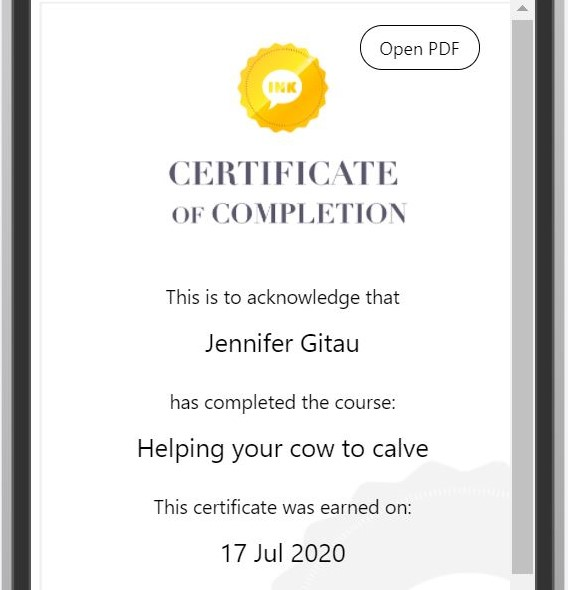 Open PDF
INK
CERTIFICATE
OF COMPLETION
This is to acknowledge that
Jennifer Gitau
has completed the course:
Helping your cow to calve
This certificate was earned on:
17 Jul 2020